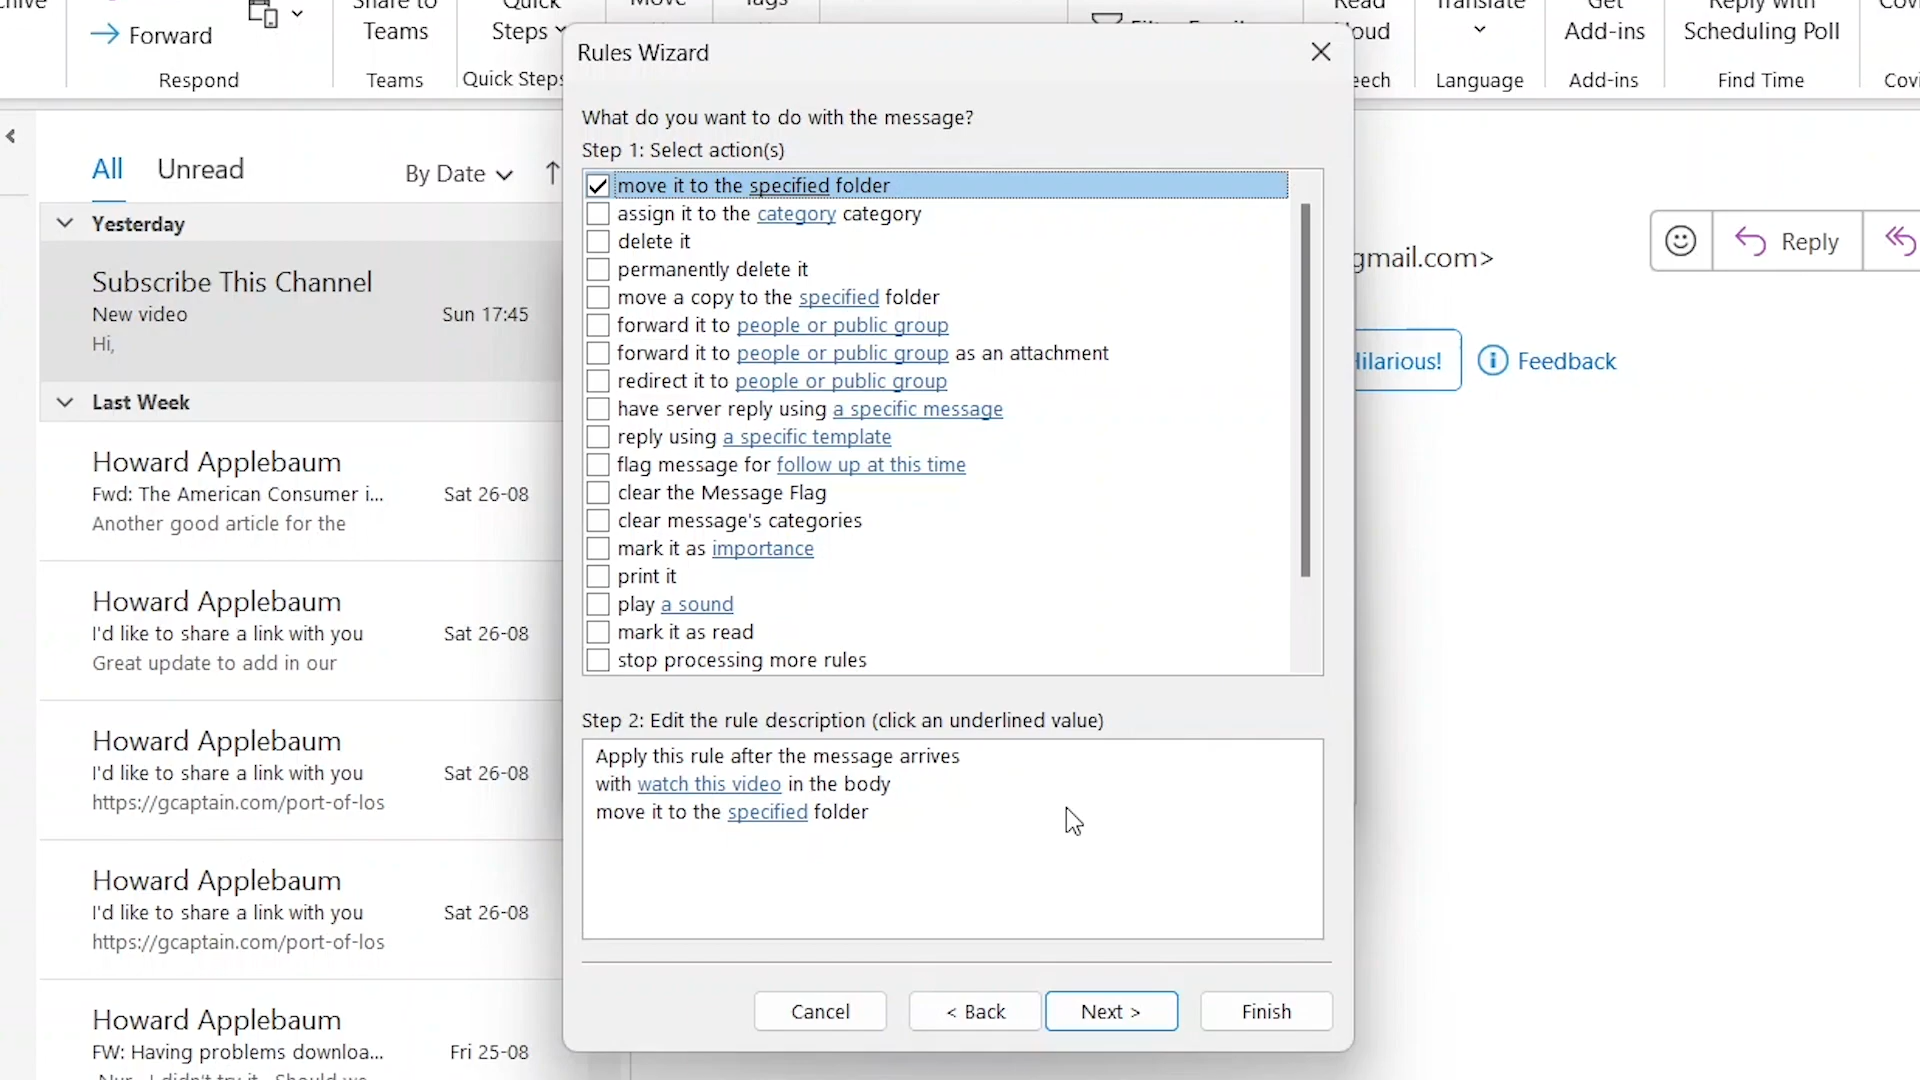 Share to
Teams
Teams
Forward
Respond
Quick
Steps
Quick Steps
Move
Tags
Read
Translate
Language
Get
Add-ins
Add-ins
Reply with
Scheduling Poll
Find Time
Rules Wizard
What do you want to do with the message?
Step 1: Select action(s)
move it to the specified folder
assign it to the category category
delete it
permanently delete it
move a copy to the specified folder
forward it to people or public group
forward it to people or public group as an attachment
redirect it to people or public group
have server reply using a specific message
reply using a specific template
flag message for follow up at this time
clear the Message Flag
clear message's categories
mark it as importance
print it
play a sound
mark it as read
stop processing more rules
Step 2: Edit the rule description (click an underlined value)
Apply this rule after the message arrives
with watch this video in the body
move it to the specified folder
Cancel
< Back
Next >
Finish
All
Unread
By Date
Yesterday
Subscribe This Channel
New video Sun 17:45
Hi,
Last Week
Howard Applebaum
Fwd: The American Consumer i... Sat 26-08
Another good article for the
Howard Applebaum
I'd like to share a link with you Sat 26-08
Great update to add in our
Howard Applebaum
I'd like to share a link with you Sat 26-08
https://gcaptain.com/port-of-los
Howard Applebaum
I'd like to share a link with you Sat 26-08
https://gcaptain.com/port-of-los
Howard Applebaum
FW: Having problems downloa... Fri 25-08
gmail.com>
Reply
Hilarious!
Feedback